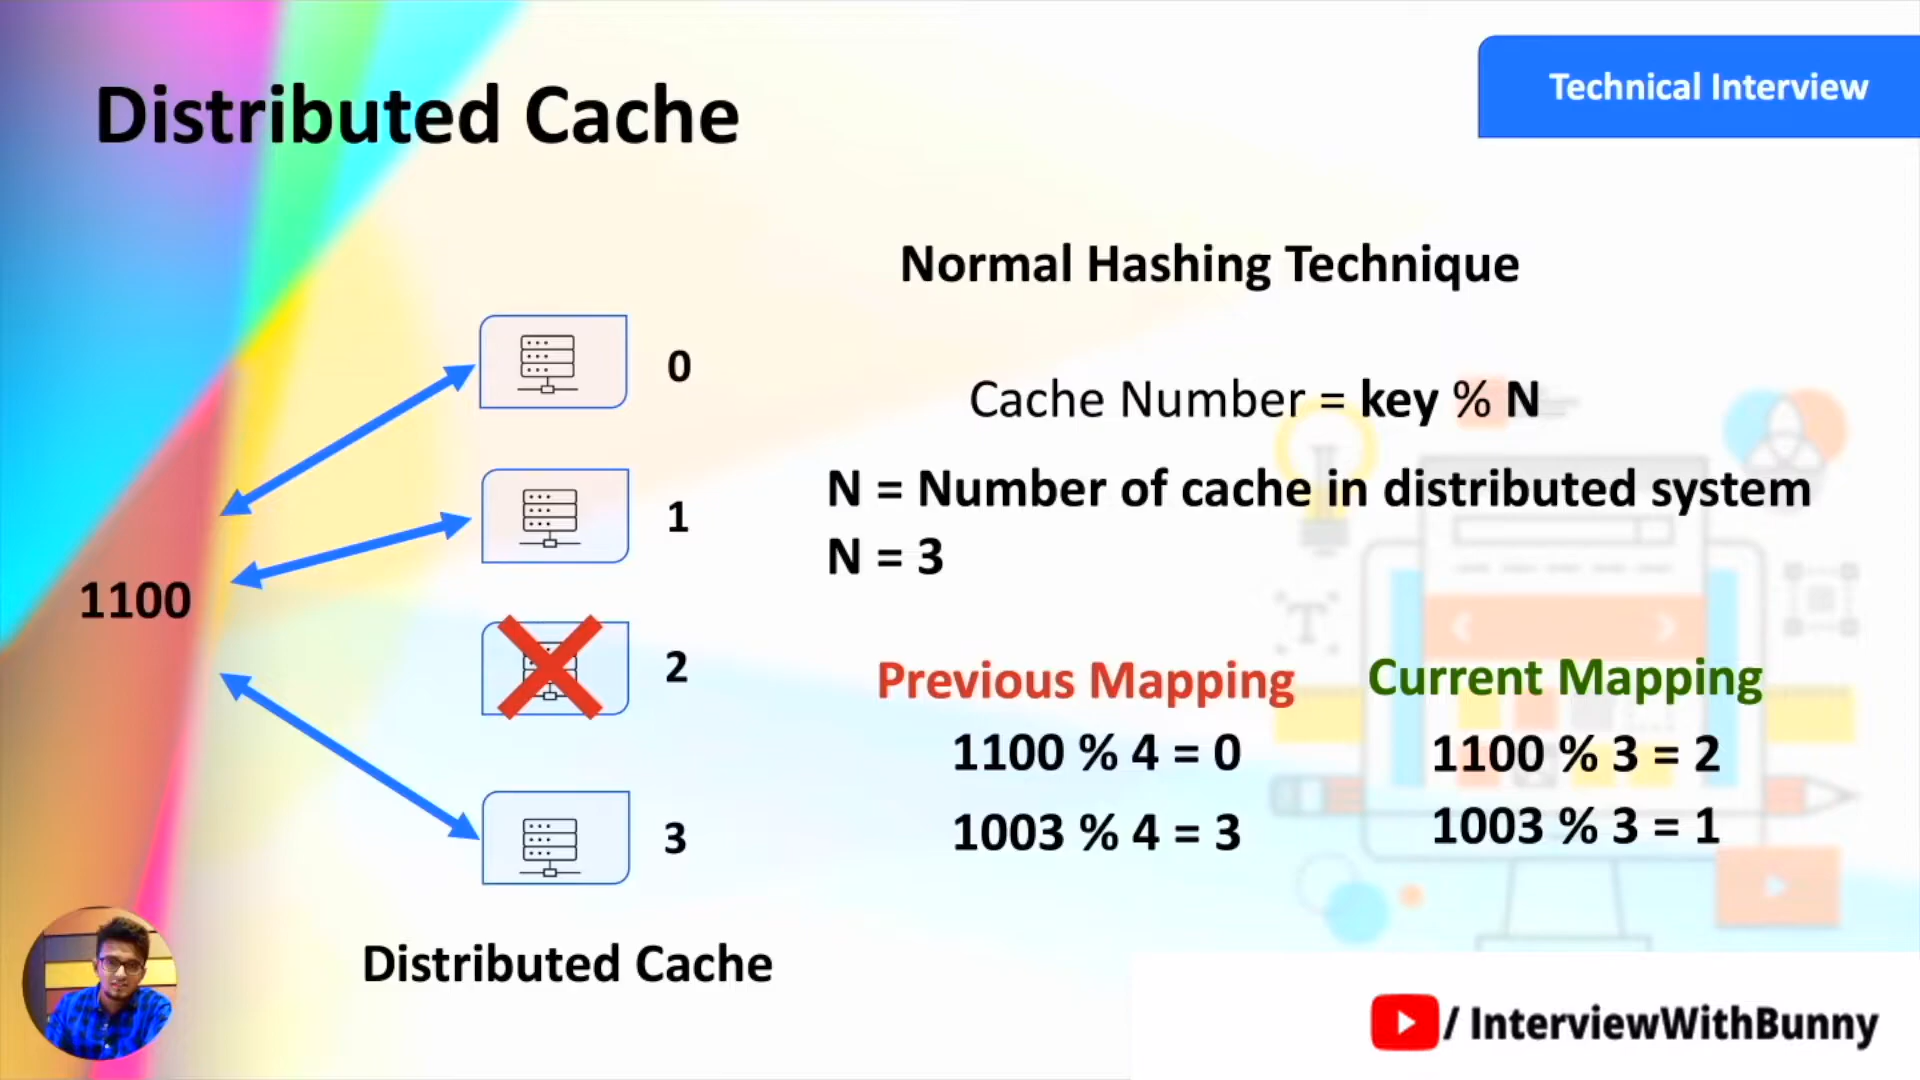 Distributed Cache
Technical Interview
Normal Hashing Technique
0
Cache Number = key % N
1
N = Number of cache in distributed system
N = 3
1100
2
Previous Mapping
Current Mapping
1100 % 4 = 0
1100 % 3 = 2
1003 % 4 = 3
1003 % 3 = 1
3
Distributed Cache
/ InterviewWithBunny